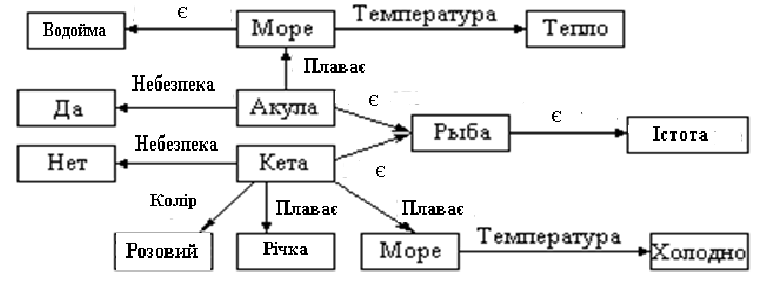 Є
Температура
Водойма
Море
Тепло
Плаває
Небезпека
Да
Акула
Є
Рыба
Є
Істота
Небезпека
Нет
Кета
Є
Колір
Плаває
Плаває
Розовий
Річка
Море
Температура
Холодно